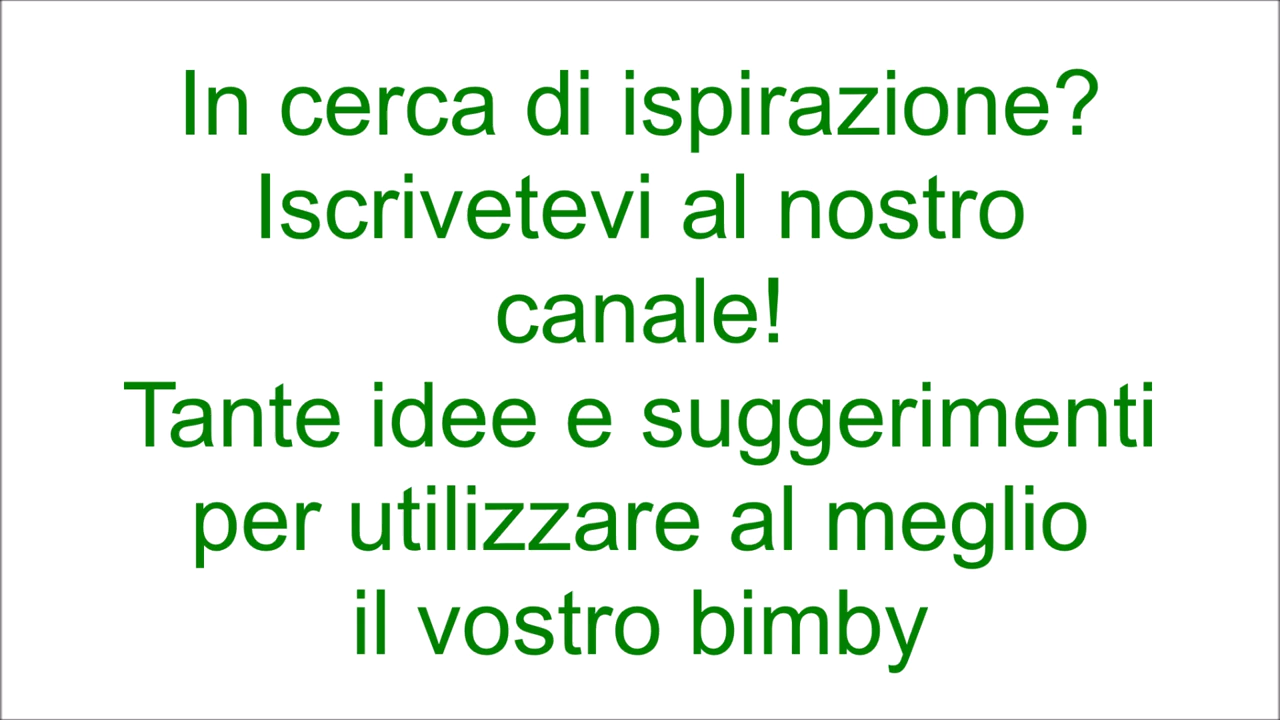 In cerca di ispirazione?
Iscrivetevi al nostro
canale!
Tante idee e suggerimenti
per utilizzare al meglio
il vostro bimby